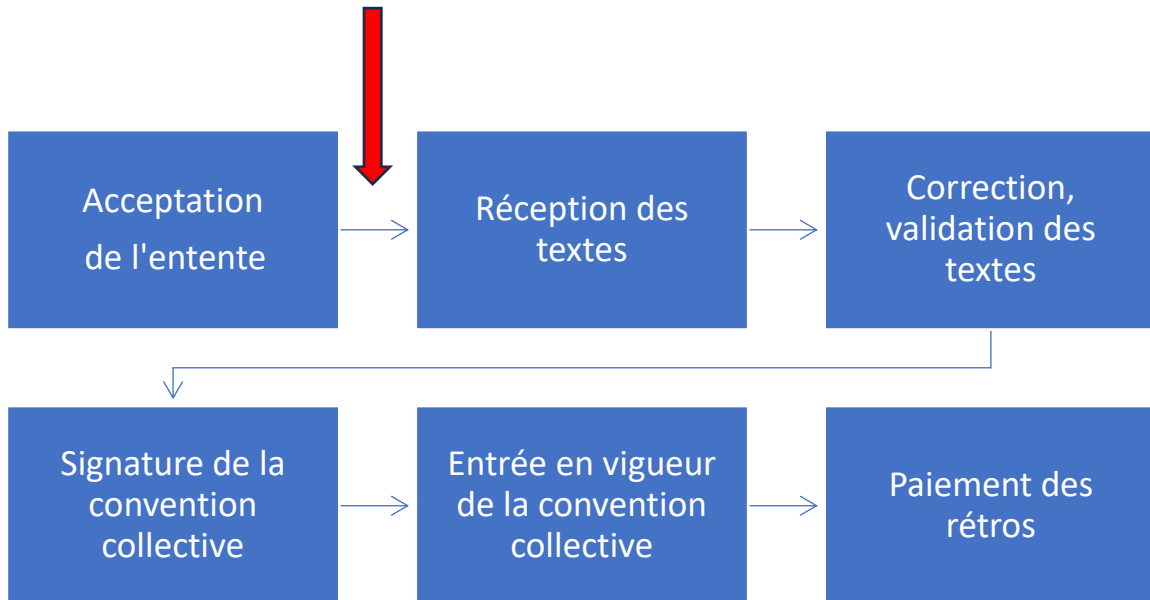 Acceptation
de l'entente
Réception des
textes
Correction,
validation des
textes
Signature de la
convention
collective
Entrée en vigueur
de la convention
collective
Paiement des
rétros